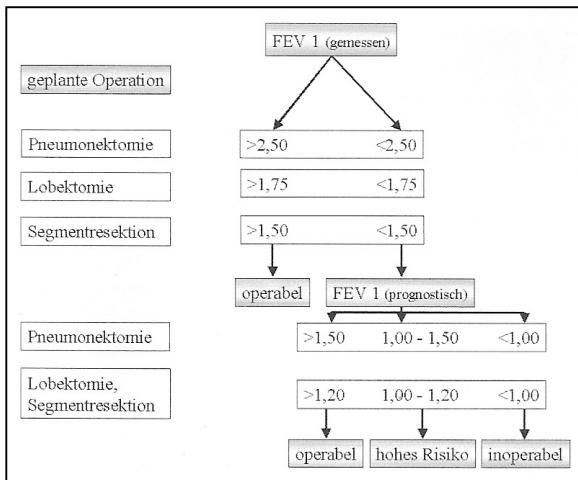 FEV 1 (gemessen)
geplante Operation
Pneumonektomie >2,50 <2,50
Lobektomie >1,75 <1,75
Segmentresektion >1,50 <1,50
operabel FEV 1 (prognostisch)
Pneumonektomie >1,50 1,00 - 1,50 <1,00
Lobektomie,
Segmentresektion >1,20 1,00 - 1,20 <1,00
operabel hohes Risiko inoperabel